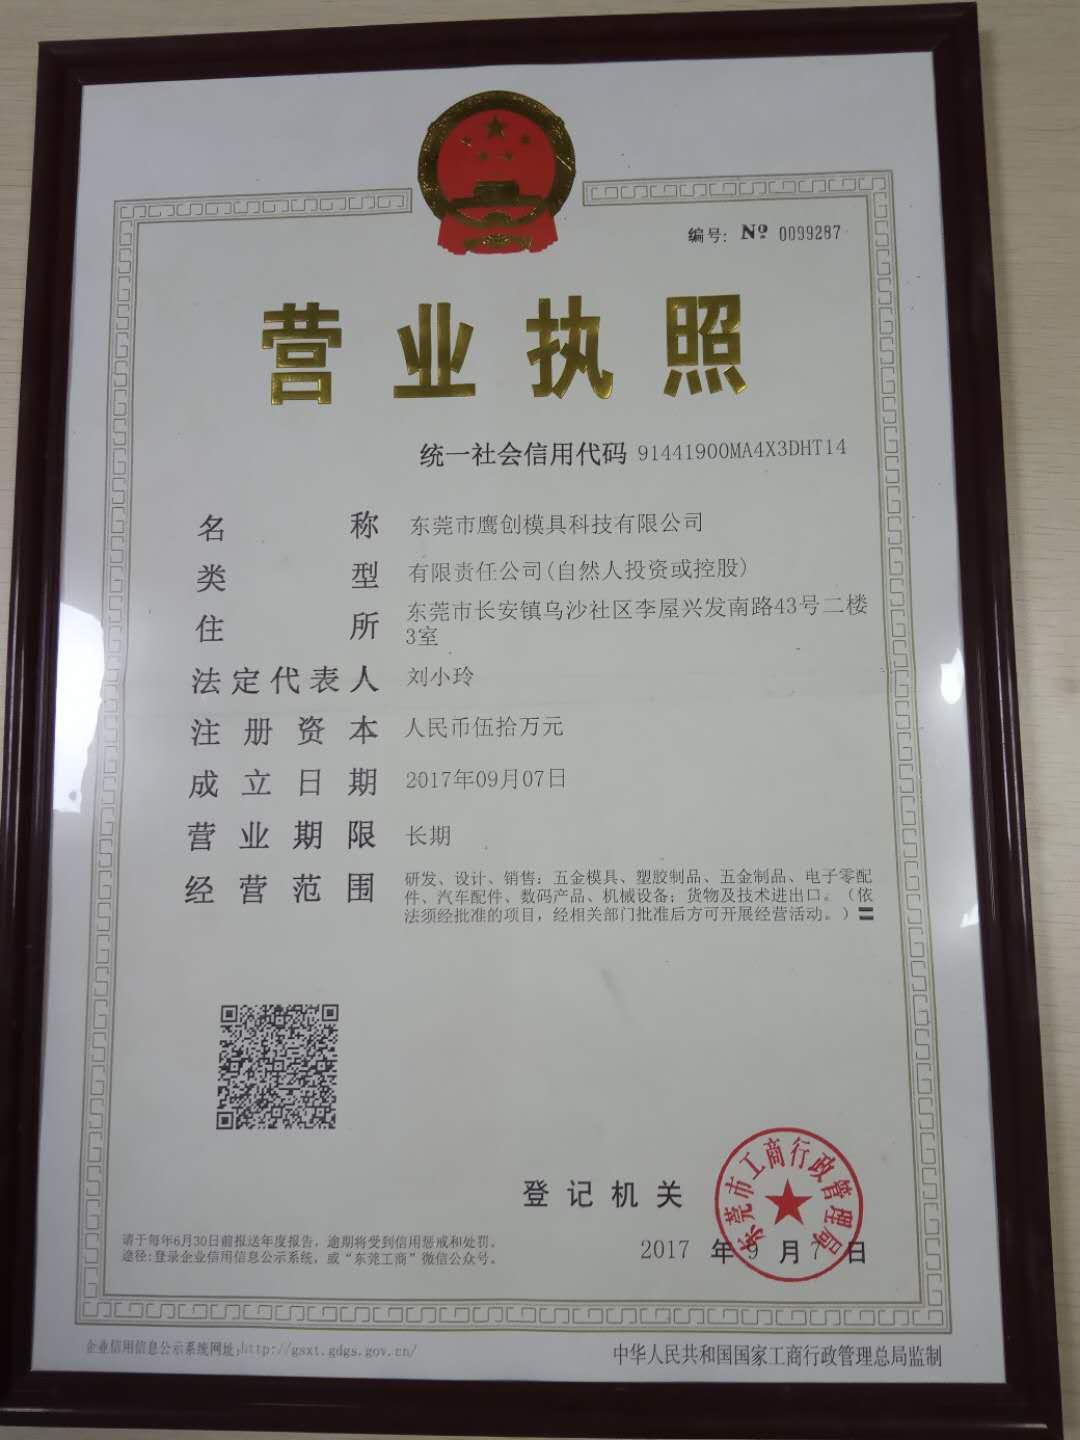 编号: Nº 0099287
营业执照
统一社会信用代码 91441900MA4X3DHT14
名称 东莞市鹰创模具科技有限公司
类型 有限责任公司(自然人投资或控股)
住所 东莞市长安镇乌沙社区李屋兴发南路43号二楼
3室
法定代表人 刘小玲
注册资本 人民币伍拾万元
成立日期 2017年09月07日
营业期限 长期
经营范围 研发、设计、销售：五金模具、塑胶制品、五金制品、电子零配
件、汽车配件、数码产品、机械设备；货物及技术进出口。（依
法须经批准的项目，经相关部门批准后方可开展经营活动。）〓
登记机关
东莞市工商行政管理局
2017 年 9 月 7 日
请于每年6月30日前报送年度报告，逾期将受到信用惩戒和处罚。
途径:登录企业信用信息公示系统，或“东莞工商”微信公众号。
企业信用信息公示系统网址:http://gsxt.gdgs.gov.cn/
中华人民共和国国家工商行政管理总局监制